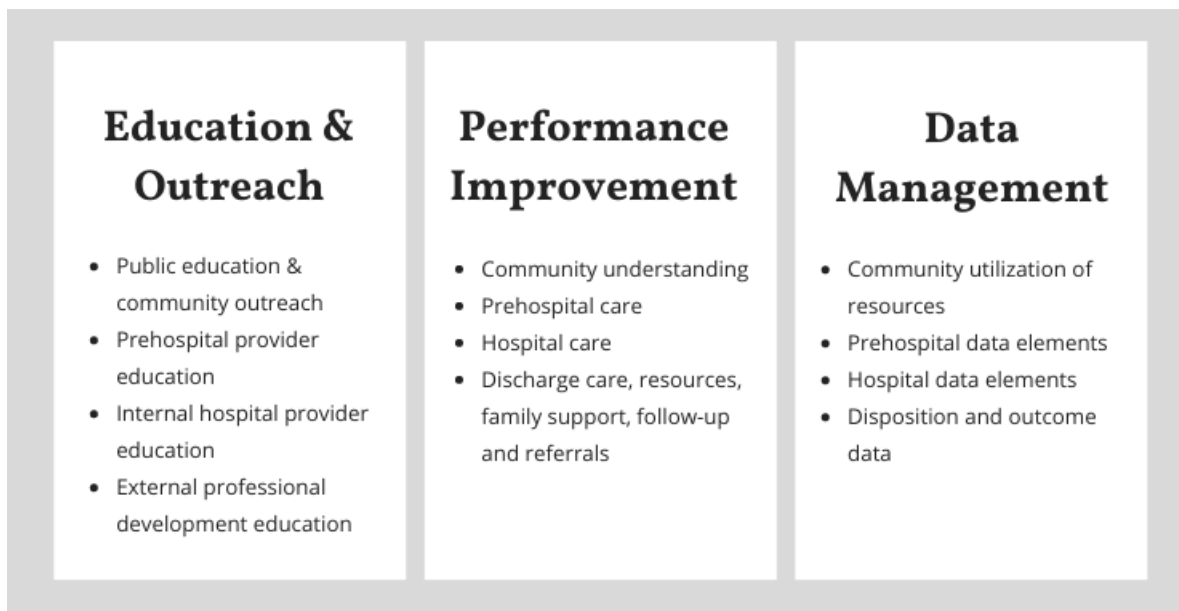 Education &
Outreach
• Public education &
community outreach
• Prehospital provider
education
• Internal hospital provider
education
• External professional
development education
Performance
Improvement
• Community understanding
• Prehospital care
• Hospital care
• Discharge care, resources,
family support, follow-up
and referrals
Data
Management
• Community utilization of
resources
• Prehospital data elements
• Hospital data elements
• Disposition and outcome
data